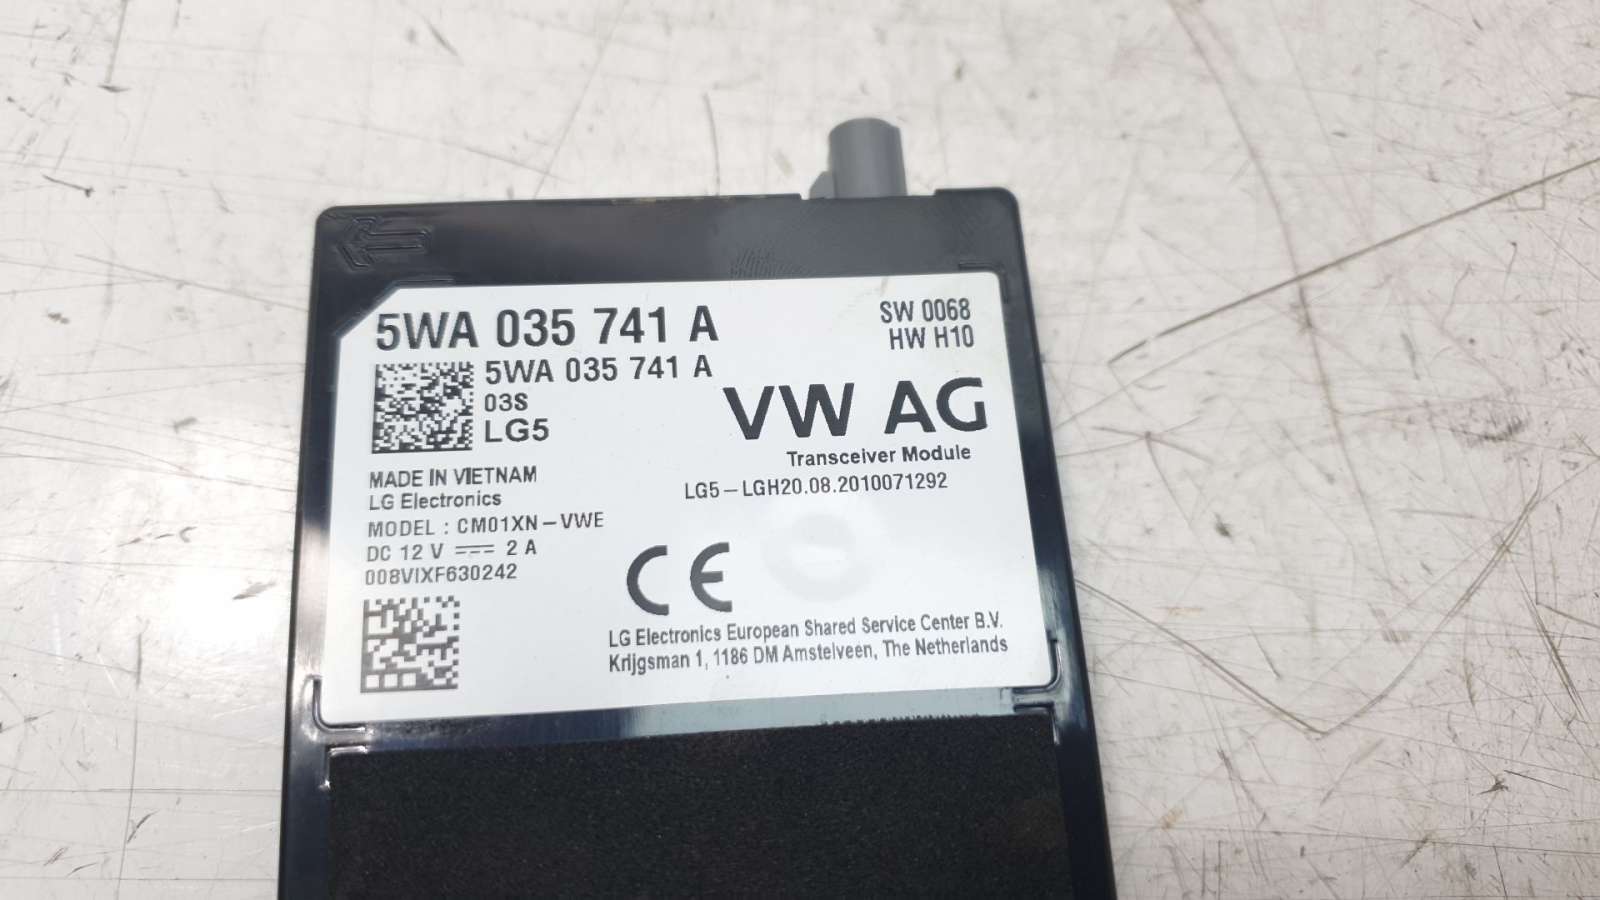 5WA 035 741 A
SW 0068
HW H10
5WA 035 741 A
03S
LG5
VW AG
Transceiver Module
LG5-LGH20.08.2010071292
MADE IN VIETNAM
LG Electronics
MODEL : CM01XN-VWE
DC 12 V ⎓ 2 A
008VIXF630242
CE
LG Electronics European Shared Service Center B.V.
Krijgsman 1, 1186 DM Amstelveen, The Netherlands